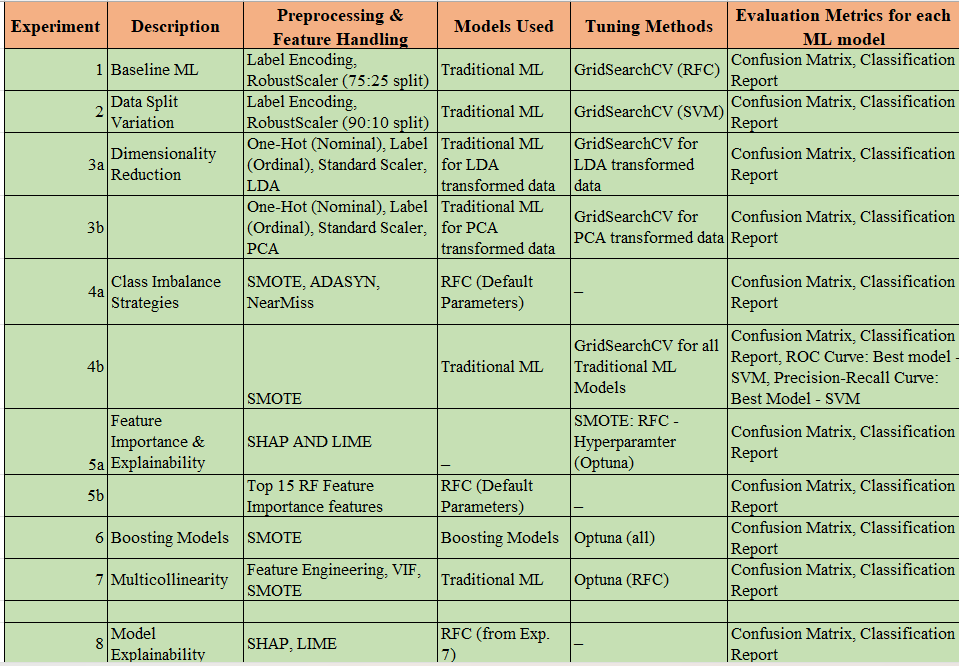 Experiment Description Preprocessing & Feature Handling Models Used Tuning Methods Evaluation Metrics for each ML model
1 Baseline ML Label Encoding, RobustScaler (75:25 split) Traditional ML GridSearchCV (RFC) Confusion Matrix, Classification Report
2 Data Split Variation Label Encoding, RobustScaler (90:10 split) Traditional ML GridSearchCV (SVM) Confusion Matrix, Classification Report
3a Dimensionality Reduction One-Hot (Nominal), Label (Ordinal), Standard Scaler, LDA Traditional ML for LDA transformed data GridSearchCV for LDA transformed data Confusion Matrix, Classification Report
3b One-Hot (Nominal), Label (Ordinal), Standard Scaler, PCA Traditional ML for PCA transformed data GridSearchCV for PCA transformed data Confusion Matrix, Classification Report
4a Class Imbalance Strategies SMOTE, ADASYN, NearMiss RFC (Default Parameters) – Confusion Matrix, Classification Report
4b SMOTE Traditional ML GridSearchCV for all Traditional ML Models Confusion Matrix, Classification Report, ROC Curve: Best model - SVM, Precision-Recall Curve: Best Model - SVM
5a Feature Importance & Explainability SHAP AND LIME – SMOTE: RFC - Hyperparamter (Optuna) Confusion Matrix, Classification Report
5b Top 15 RF Feature Importance features RFC (Default Parameters) – Confusion Matrix, Classification Report
6 Boosting Models SMOTE Boosting Models Optuna (all) Confusion Matrix, Classification Report
7 Multicollinearity Feature Engineering, VIF, SMOTE Traditional ML Optuna (RFC) Confusion Matrix, Classification Report
8 Model Explainability SHAP, LIME RFC (from Exp. 7) – Confusion Matrix, Classification Report